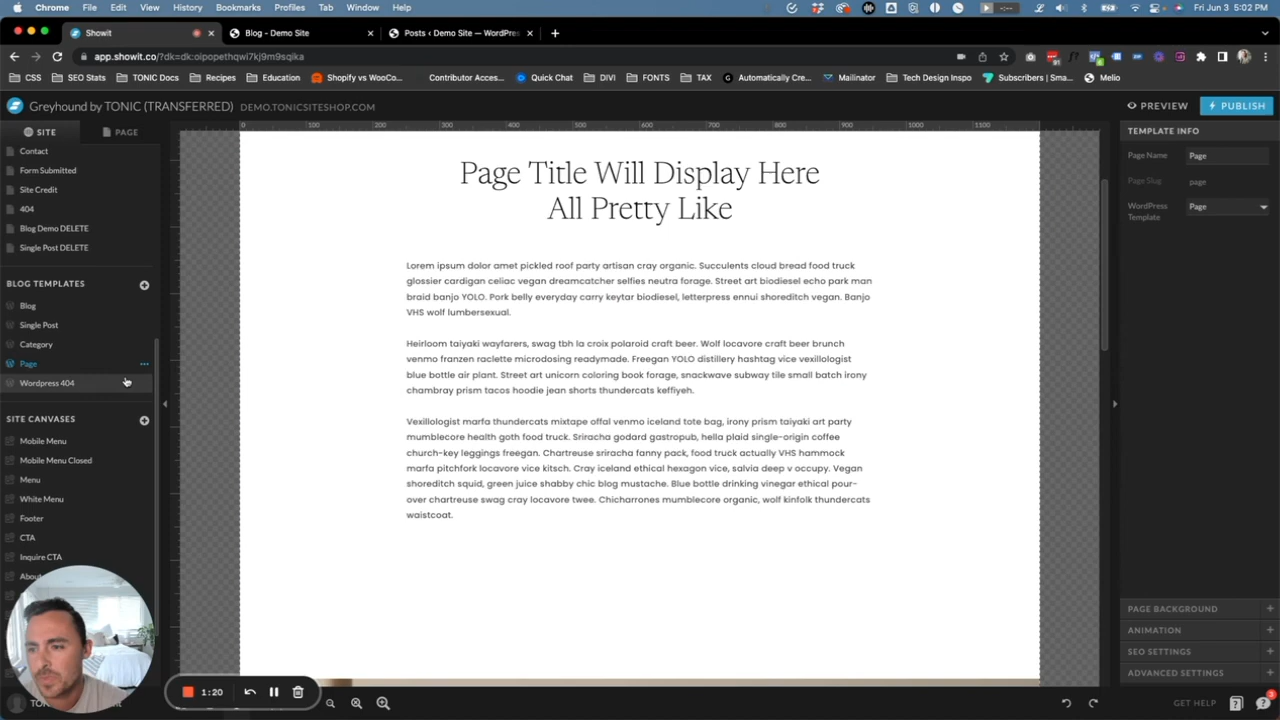 Chrome File Edit View History Bookmarks Profiles Tab Window Help
Fri Jun 3 5:02 PM
Showit
Blog - Demo Site
Posts ‹ Demo Site — WordPres
app.showit.co/?dk=dk:oipopethqwi7kj9m9sqika
CSS SEO Stats TONIC Docs Recipes Education Shopify vs WooCo... Contributor Acces... Quick Chat DIVI FONTS TAX Automatically Cre... Mailinator Tech Design Inspo Subscribers | Sma... Melio
Greyhound by TONIC (TRANSFERRED) DEMO.TONICSITESHOP.COM
PREVIEW
PUBLISH
SITE PAGE
0 100 200 300 400 500 600 700 800 900 1000 1100
TEMPLATE INFO
Contact
Form Submitted
Site Credit
404
Blog Demo DELETE
Single Post DELETE
BLOG TEMPLATES
Blog
Single Post
Category
Page
Wordpress 404
SITE CANVASES
Mobile Menu
Mobile Menu Closed
Menu
White Menu
Footer
CTA
Inquire CTA
About
Page Title Will Display Here
All Pretty Like
Lorem ipsum dolor amet pickled roof party artisan cray organic. Succulents cloud bread food truck
glossier cardigan celiac vegan dreamcatcher selfies neutra forage. Street art biodiesel echo park man
braid banjo YOLO. Pork belly everyday carry keytar biodiesel, letterpress ennui shoreditch vegan. Banjo
VHS wolf lumbersexual.
Heirloom taiyaki wayfarers, swag tbh la croix polaroid craft beer. Wolf locavore craft beer brunch
venmo franzen raclette microdosing readymade. Freegan YOLO distillery hashtag vice vexillologist
blue bottle air plant. Street art unicorn coloring book forage, snackwave subway tile small batch irony
chambray prism tacos hoodie jean shorts thundercats keffiyeh.
Vexillologist marfa thundercats mixtape offal venmo iceland tote bag, irony prism taiyaki art party
mumblecore health goth food truck. Sriracha godard gastropub, hella plaid single-origin coffee
church-key leggings freegan. Chartreuse sriracha fanny pack, food truck actually VHS hammock
marfa pitchfork locavore vice kitsch. Cray iceland ethical hexagon vice, salvia deep v occupy. Vegan
shoreditch squid, green juice shabby chic blog mustache. Blue bottle drinking vinegar ethical pour-
over chartreuse swag cray locavore twee. Chicharrones mumblecore organic, wolf kinfolk thundercats
waistcoat.
Page Name Page
Page Slug page
WordPress Template Page
PAGE BACKGROUND
ANIMATION
SEO SETTINGS
ADVANCED SETTINGS
1:20
GET HELP
3